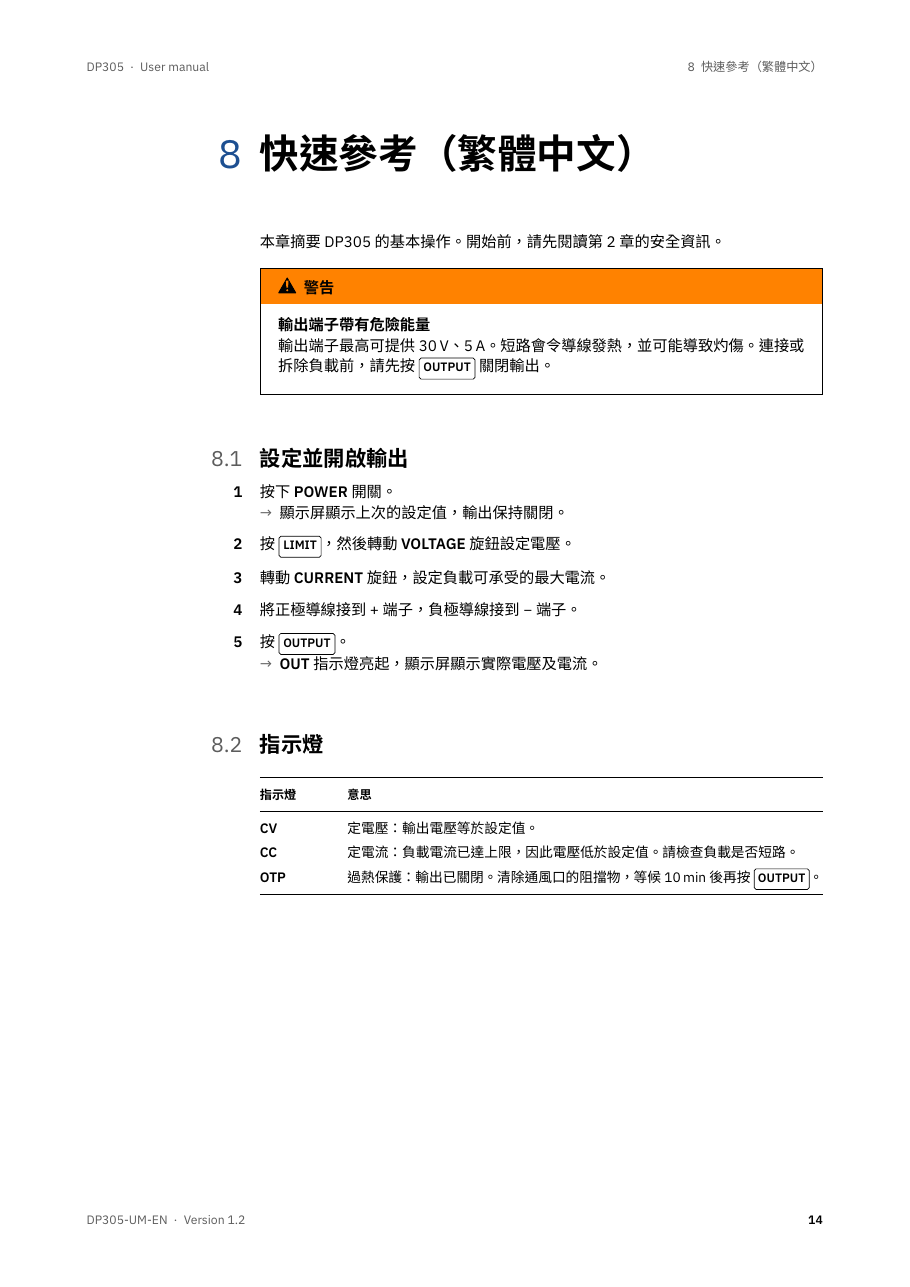 DP305 · User manual
8 快速參考（繁體中文）
8 快速參考（繁體中文）
本章摘要 DP305 的基本操作。開始前，請先閱讀第 2 章的安全資訊。
警告
輸出端子帶有危險能量
輸出端子最高可提供 30 V、5 A。短路會令導線發熱，並可能導致灼傷。連接或
拆除負載前，請先按 OUTPUT 關閉輸出。
8.1 設定並開啟輸出
1 按下 POWER 開關。
→ 顯示屏顯示上次的設定值，輸出保持關閉。
2 按 LIMIT，然後轉動 VOLTAGE 旋鈕設定電壓。
3 轉動 CURRENT 旋鈕，設定負載可承受的最大電流。
4 將正極導線接到 + 端子，負極導線接到 − 端子。
5 按 OUTPUT。
→ OUT 指示燈亮起，顯示屏顯示實際電壓及電流。
8.2 指示燈
指示燈 意思
CV 定電壓：輸出電壓等於設定值。
CC 定電流：負載電流已達上限，因此電壓低於設定值。請檢查負載是否短路。
OTP 過熱保護：輸出已關閉。清除通風口的阻擋物，等候 10 min 後再按 OUTPUT。
DP305-UM-EN · Version 1.2
14